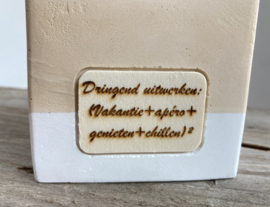 Dringend uitwerken:
(Vakantie+apéro+
genieten+chillen)²